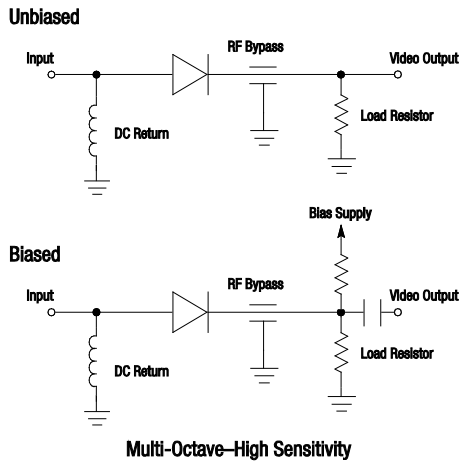 Unbiased
Input
RF Bypass
Video Output
DC Return
Load Resistor
Bias Supply
Biased
Input
RF Bypass
Video Output
DC Return
Load Resistor
Multi-Octave–High Sensitivity